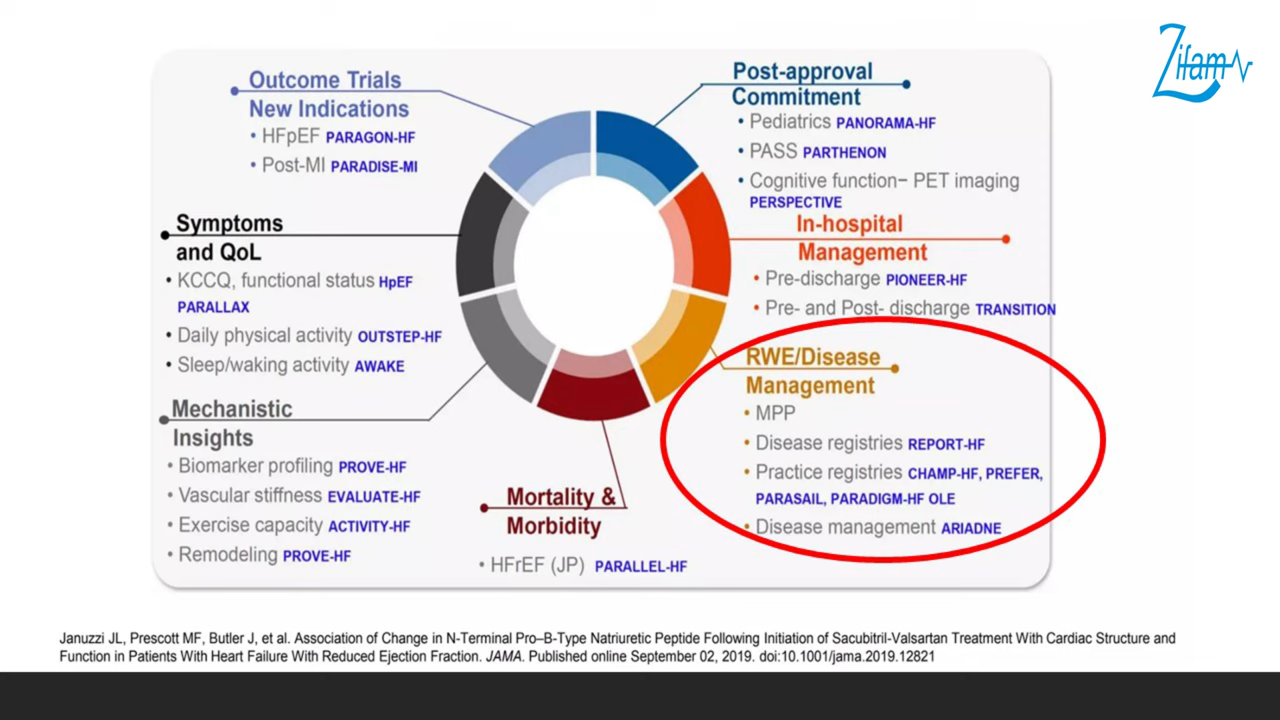 Zifam
Outcome Trials
New Indications
• HFpEF PARAGON-HF
• Post-MI PARADISE-MI
Post-approval
Commitment
• Pediatrics PANORAMA-HF
• PASS PARTHENON
• Cognitive function− PET imaging
PERSPECTIVE
Symptoms
and QoL
• KCCQ, functional status HpEF
PARALLAX
• Daily physical activity OUTSTEP-HF
• Sleep/waking activity AWAKE
In-hospital
Management
• Pre-discharge PIONEER-HF
• Pre- and Post- discharge TRANSITION
RWE/Disease
Management
• MPP
• Disease registries REPORT-HF
• Practice registries CHAMP-HF, PREFER,
PARASAIL, PARADIGM-HF OLE
• Disease management ARIADNE
Mechanistic
Insights
• Biomarker profiling PROVE-HF
• Vascular stiffness EVALUATE-HF
• Exercise capacity ACTIVITY-HF
• Remodeling PROVE-HF
Mortality &
Morbidity
• HFrEF (JP) PARALLEL-HF
Januzzi JL, Prescott MF, Butler J, et al. Association of Change in N-Terminal Pro–B-Type Natriuretic Peptide Following Initiation of Sacubitril-Valsartan Treatment With Cardiac Structure and
Function in Patients With Heart Failure With Reduced Ejection Fraction. JAMA. Published online September 02, 2019. doi:10.1001/jama.2019.12821